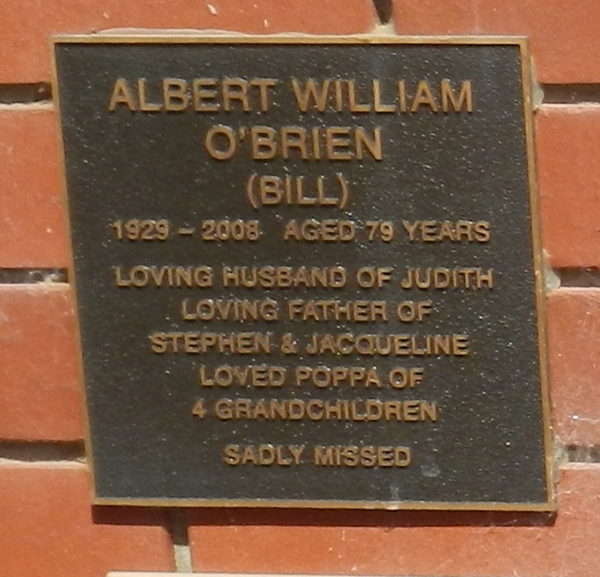 ALBERT WILLIAM
O'BRIEN
(BILL)
1929 – 2008 AGED 79 YEARS
LOVING HUSBAND OF JUDITH
LOVING FATHER OF
STEPHEN & JACQUELINE
LOVED POPPA OF
4 GRANDCHILDREN
SADLY MISSED